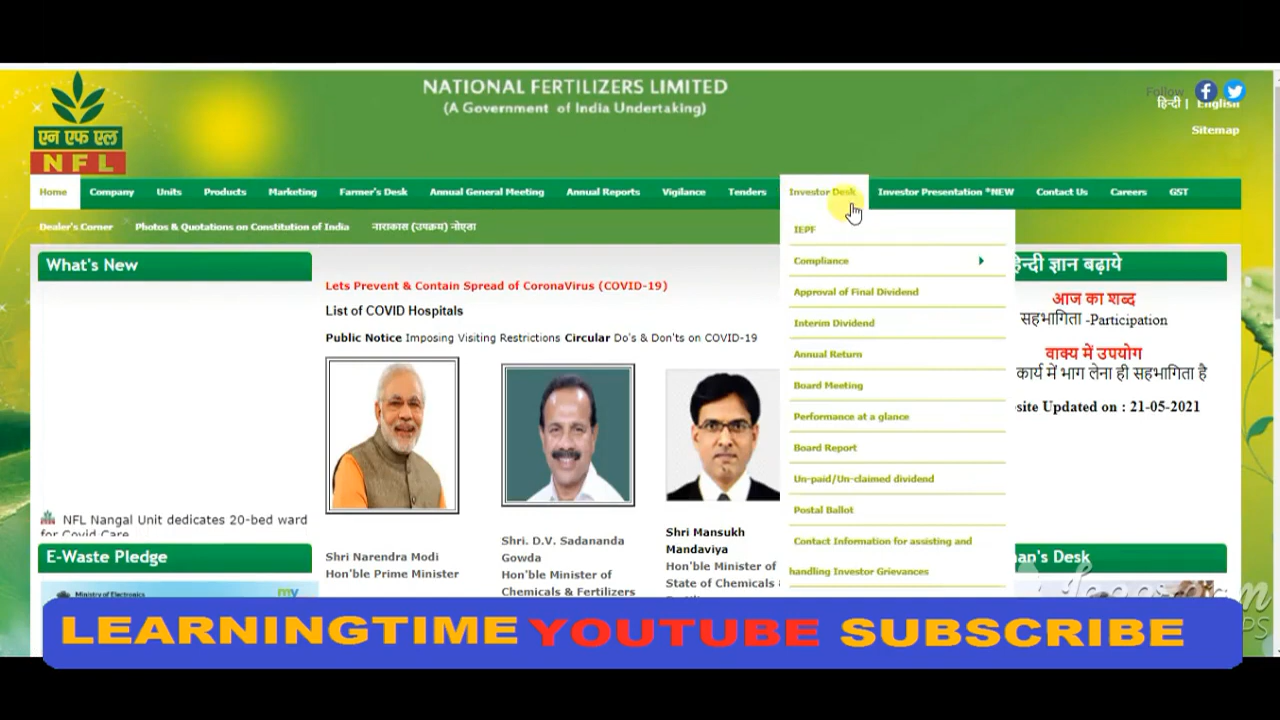 NATIONAL FERTILIZERS LIMITED
(A Government of India Undertaking)
Follow
हिन्दी | English
Sitemap
एन एफ एल
NFL
Home Company Units Products Marketing Farmer's Desk Annual General Meeting Annual Reports Vigilance Tenders Investor Desk Investor Presentation *NEW Contact Us Careers GST
Dealer's Corner Photos & Quotations on Constitution of India नाराकास (उपक्रम) नोएता
IEPF
Compliance
Approval of Final Dividend
Interim Dividend
Annual Return
Board Meeting
Performance at a glance
Board Report
Un-paid/Un-claimed dividend
Postal Ballot
Contact Information for assisting and
handling Investor Grievances
What's New
NFL Nangal Unit dedicates 20-bed ward
for Covid Care
E-Waste Pledge
Ministry of Electronics
my
Lets Prevent & Contain Spread of CoronaVirus (COVID-19)
List of COVID Hospitals
Public Notice Imposing Visiting Restrictions Circular Do's & Don'ts on COVID-19
Shri Narendra Modi
Hon'ble Prime Minister
Shri. D.V. Sadananda
Gowda
Hon'ble Minister of
Chemicals & Fertilizers
Shri Mansukh
Mandaviya
Hon'ble Minister of
State of Chemicals
हिन्दी ज्ञान बढ़ाये
आज का शब्द
सहभागिता -Participation
वाक्य में उपयोग
कार्य में भाग लेना ही सहभागिता है
site Updated on : 21-05-2021
an's Desk
LEARNINGTIME YOUTUBE SUBSCRIBE